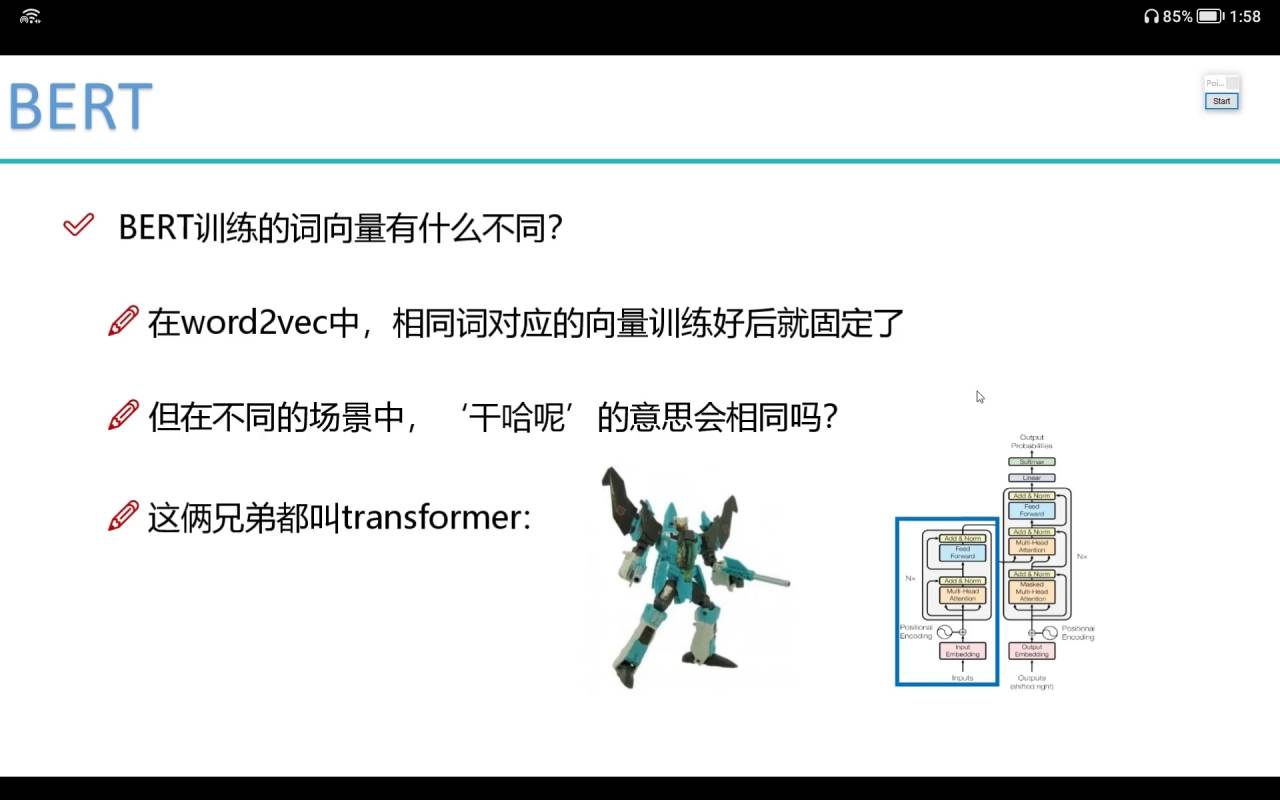 85% 1:58
BERT
Poi...
Start
BERT训练的词向量有什么不同？
在word2vec中，相同词对应的向量训练好后就固定了
但在不同的场景中，‘干哈呢’的意思会相同吗？
这俩兄弟都叫transformer：
Output
Probabilities
Softmax
Linear
Add & Norm
Feed
Forward
Add & Norm
Multi-Head
Attention
Add & Norm
Masked
Multi-Head
Attention
Nx
Positional
Encoding
Output
Embedding
Outputs
(shifted right)
Add & Norm
Feed
Forward
Add & Norm
Multi-Head
Attention
Nx
Positional
Encoding
Input
Embedding
Inputs